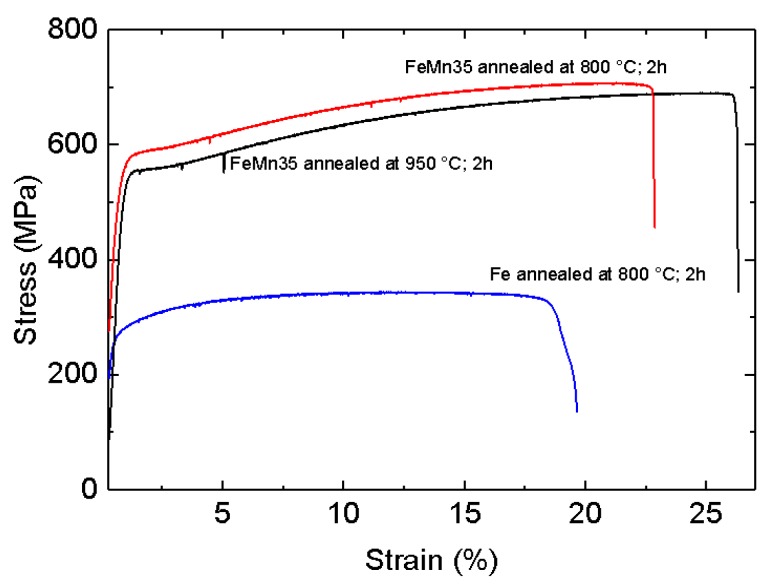 800
FeMn35 annealed at 800 °C; 2h
600
FeMn35 annealed at 950 °C; 2h
Stress (MPa)
400
Fe annealed at 800 °C; 2h
200
0
5
10
15
20
25
Strain (%)